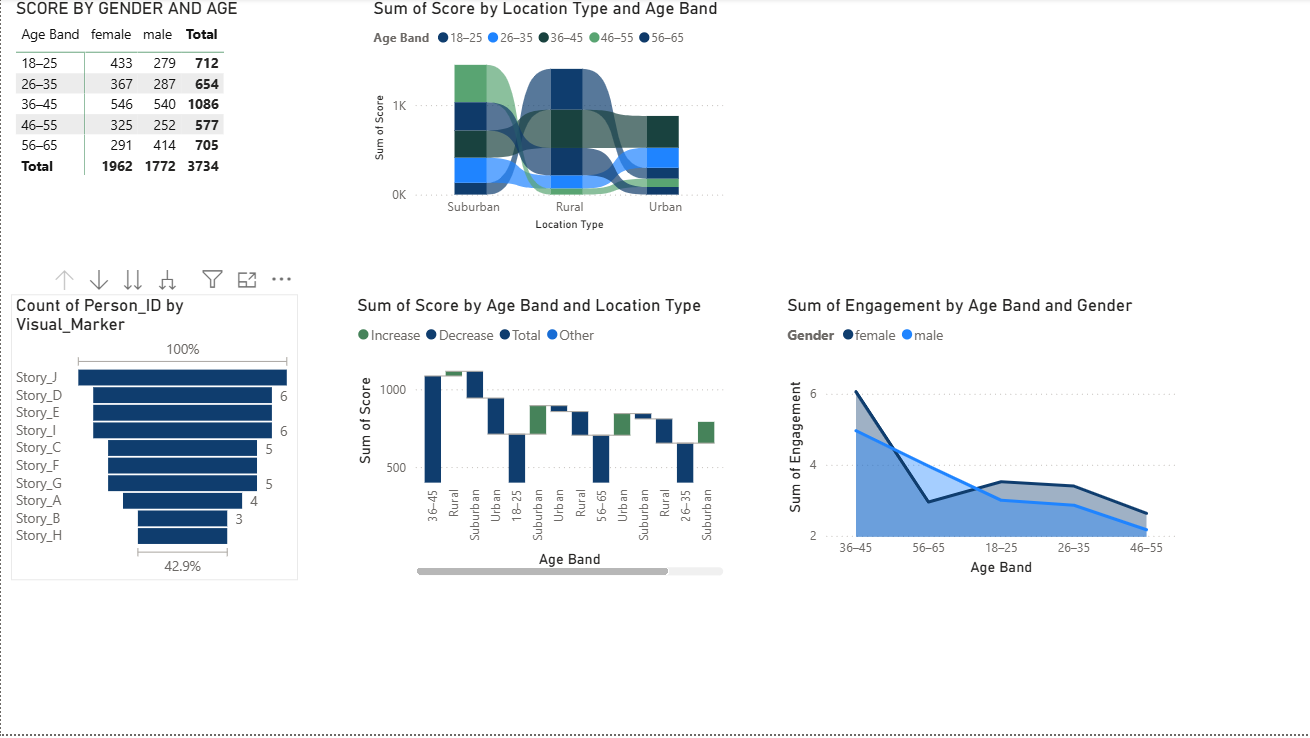 SCORE BY GENDER AND AGE
Age Band female male Total
18–25 433 279 712
26–35 367 287 654
36–45 546 540 1086
46–55 325 252 577
56–65 291 414 705
Total 1962 1772 3734
Sum of Score by Location Type and Age Band
Age Band 18–25 26–35 36–45 46–55 56–65
Sum of Score
1K
0K
Suburban Rural Urban
Location Type
Count of Person_ID by
Visual_Marker
100%
Story_J
Story_D 6
Story_E
Story_I 6
Story_C 5
Story_F
Story_G 5
Story_A 4
Story_B 3
Story_H
42.9%
Sum of Score by Age Band and Location Type
Increase Decrease Total Other
Sum of Score
1000
500
36–45 Rural Suburban Urban 18–25 Suburban Urban Rural 56–65 Urban Suburban Rural 26–35 Suburban
Age Band
Sum of Engagement by Age Band and Gender
Gender female male
Sum of Engagement
6
4
2
36–45 56–65 18–25 26–35 46–55
Age Band